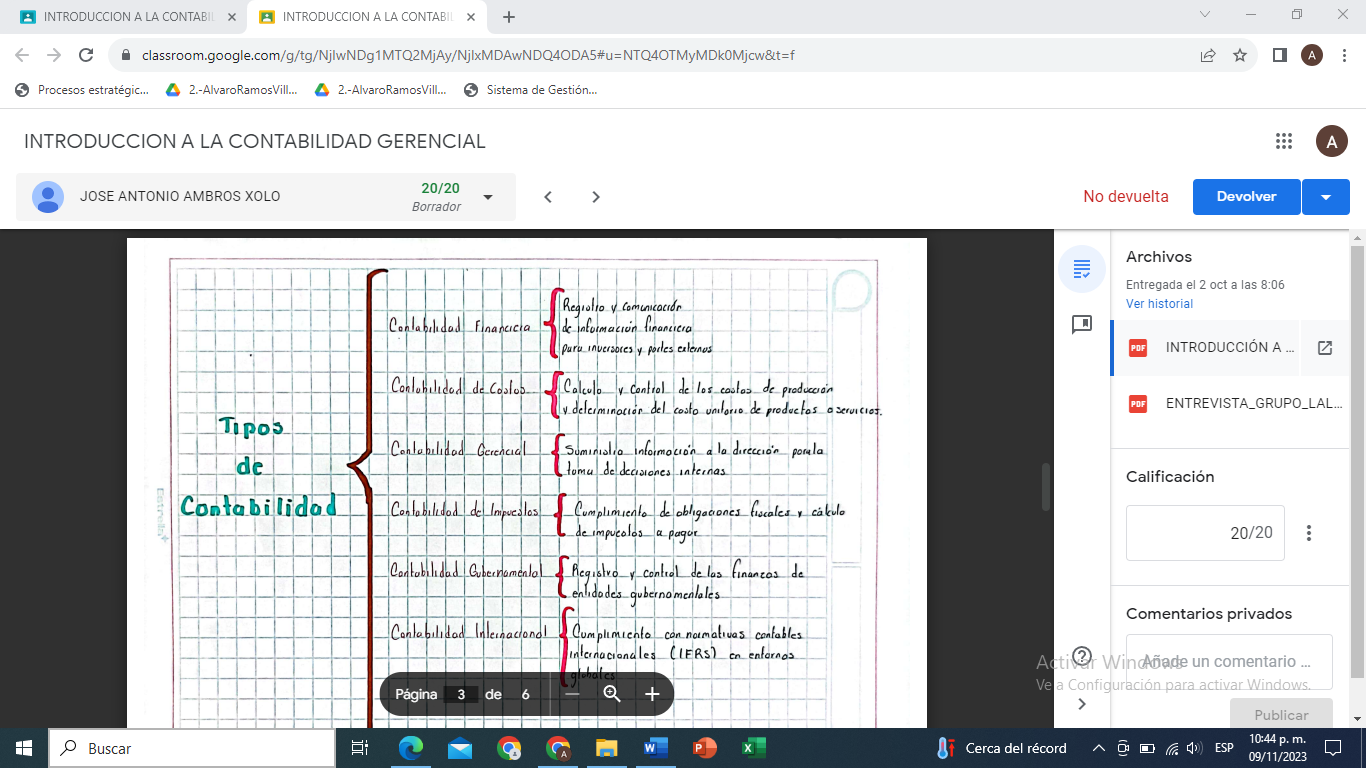 INTRODUCCION A LA CONTABIL
INTRODUCCION A LA CONTABIL
classroom.google.com/g/tg/NjIwNDg1MTQ2MjAy/NjIxMDAwNDQ4ODA5#u=NTQ4OTMyMDk0Mjcw&t=f
A
Procesos estratégic...
2.-AlvaroRamosVill...
2.-AlvaroRamosVill...
Sistema de Gestión...
INTRODUCCION A LA CONTABILIDAD GERENCIAL
A
JOSE ANTONIO AMBROS XOLO
20/20
Borrador
No devuelta
Devolver
Tipos
de
Contabilidad
Contabilidad Financiera
Registro y comunicación
de información financiera
para inversores y partes externas
Contabilidad de Costos
Calculo y control de los costos de producción
y determinación del costo unitario de productos o servicios.
Contabilidad Gerencial
Suministro información a la dirección para la
toma de decisiones internas
Contabilidad de Impuestos
Cumplimiento de obligaciones fiscales y cálculo
de impuestos a pagar
Contabilidad Gubernamental
Registro y control de las finanzas de
entidades gubernamentales
Contabilidad Internacional
Cumplimiento con normativas contables
internacionales (IFRS) en entornos
globales
Estrella
Página 3 de 6
Archivos
Entregada el 2 oct a las 8:06
Ver historial
PDF INTRODUCCIÓN A ...
PDF ENTREVISTA_GRUPO_LAL...
Calificación
20/20
Comentarios privados
Añade un comentario ...
Activar Windows
Ve a Configuración para activar Windows.
Publicar
Buscar
Cerca del récord
ESP
10:44 p. m.
09/11/2023